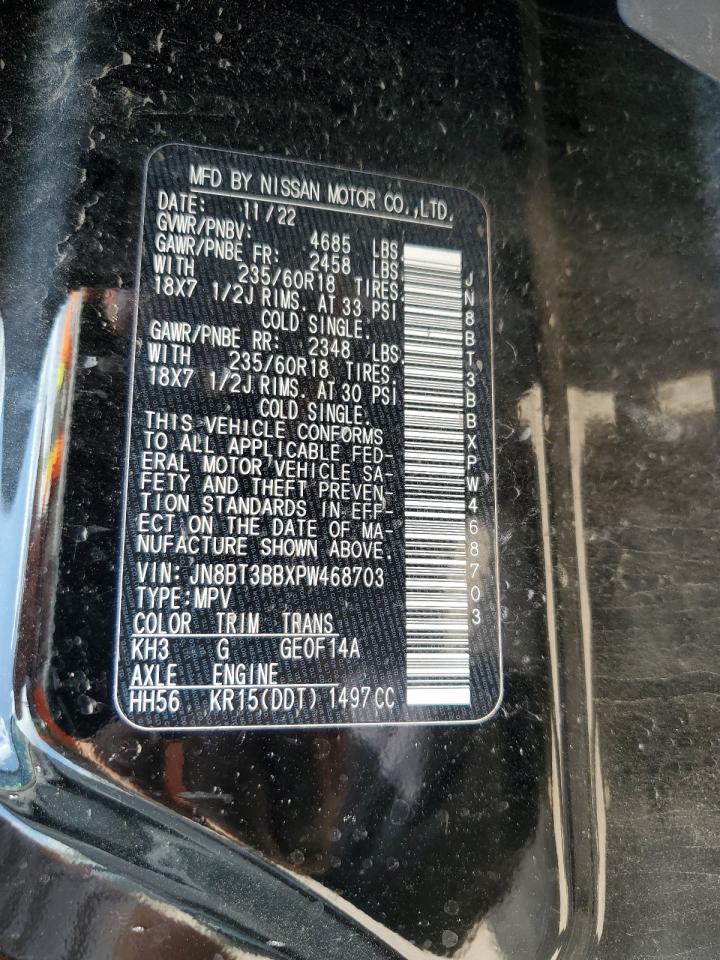 MFD BY NISSAN MOTOR CO.,LTD.
DATE: 11/22
GVWR/PNBV: 4685 LBS
GAWR/PNBE FR: 2458 LBS
WITH 235/60R18 TIRES.
18X7 1/2J RIMS. AT 33 PSI
COLD SINGLE.
GAWR/PNBE RR: 2348 LBS
WITH 235/60R18 TIRES.
18X7 1/2J RIMS. AT 30 PSI
COLD SINGLE.
THIS VEHICLE CONFORMS
TO ALL APPLICABLE FED-
ERAL MOTOR VEHICLE SA-
FETY AND THEFT PREVEN-
TION STANDARDS IN EFF-
ECT ON THE DATE OF MA-
NUFACTURE SHOWN ABOVE.
VIN: JN8BT3BBXPW468703
TYPE:MPV
COLOR TRIM TRANS
KH3 G GE0F14A
AXLE ENGINE
HH56 KR15(DDT) 1497CC
JN8BT3BBXPW468703